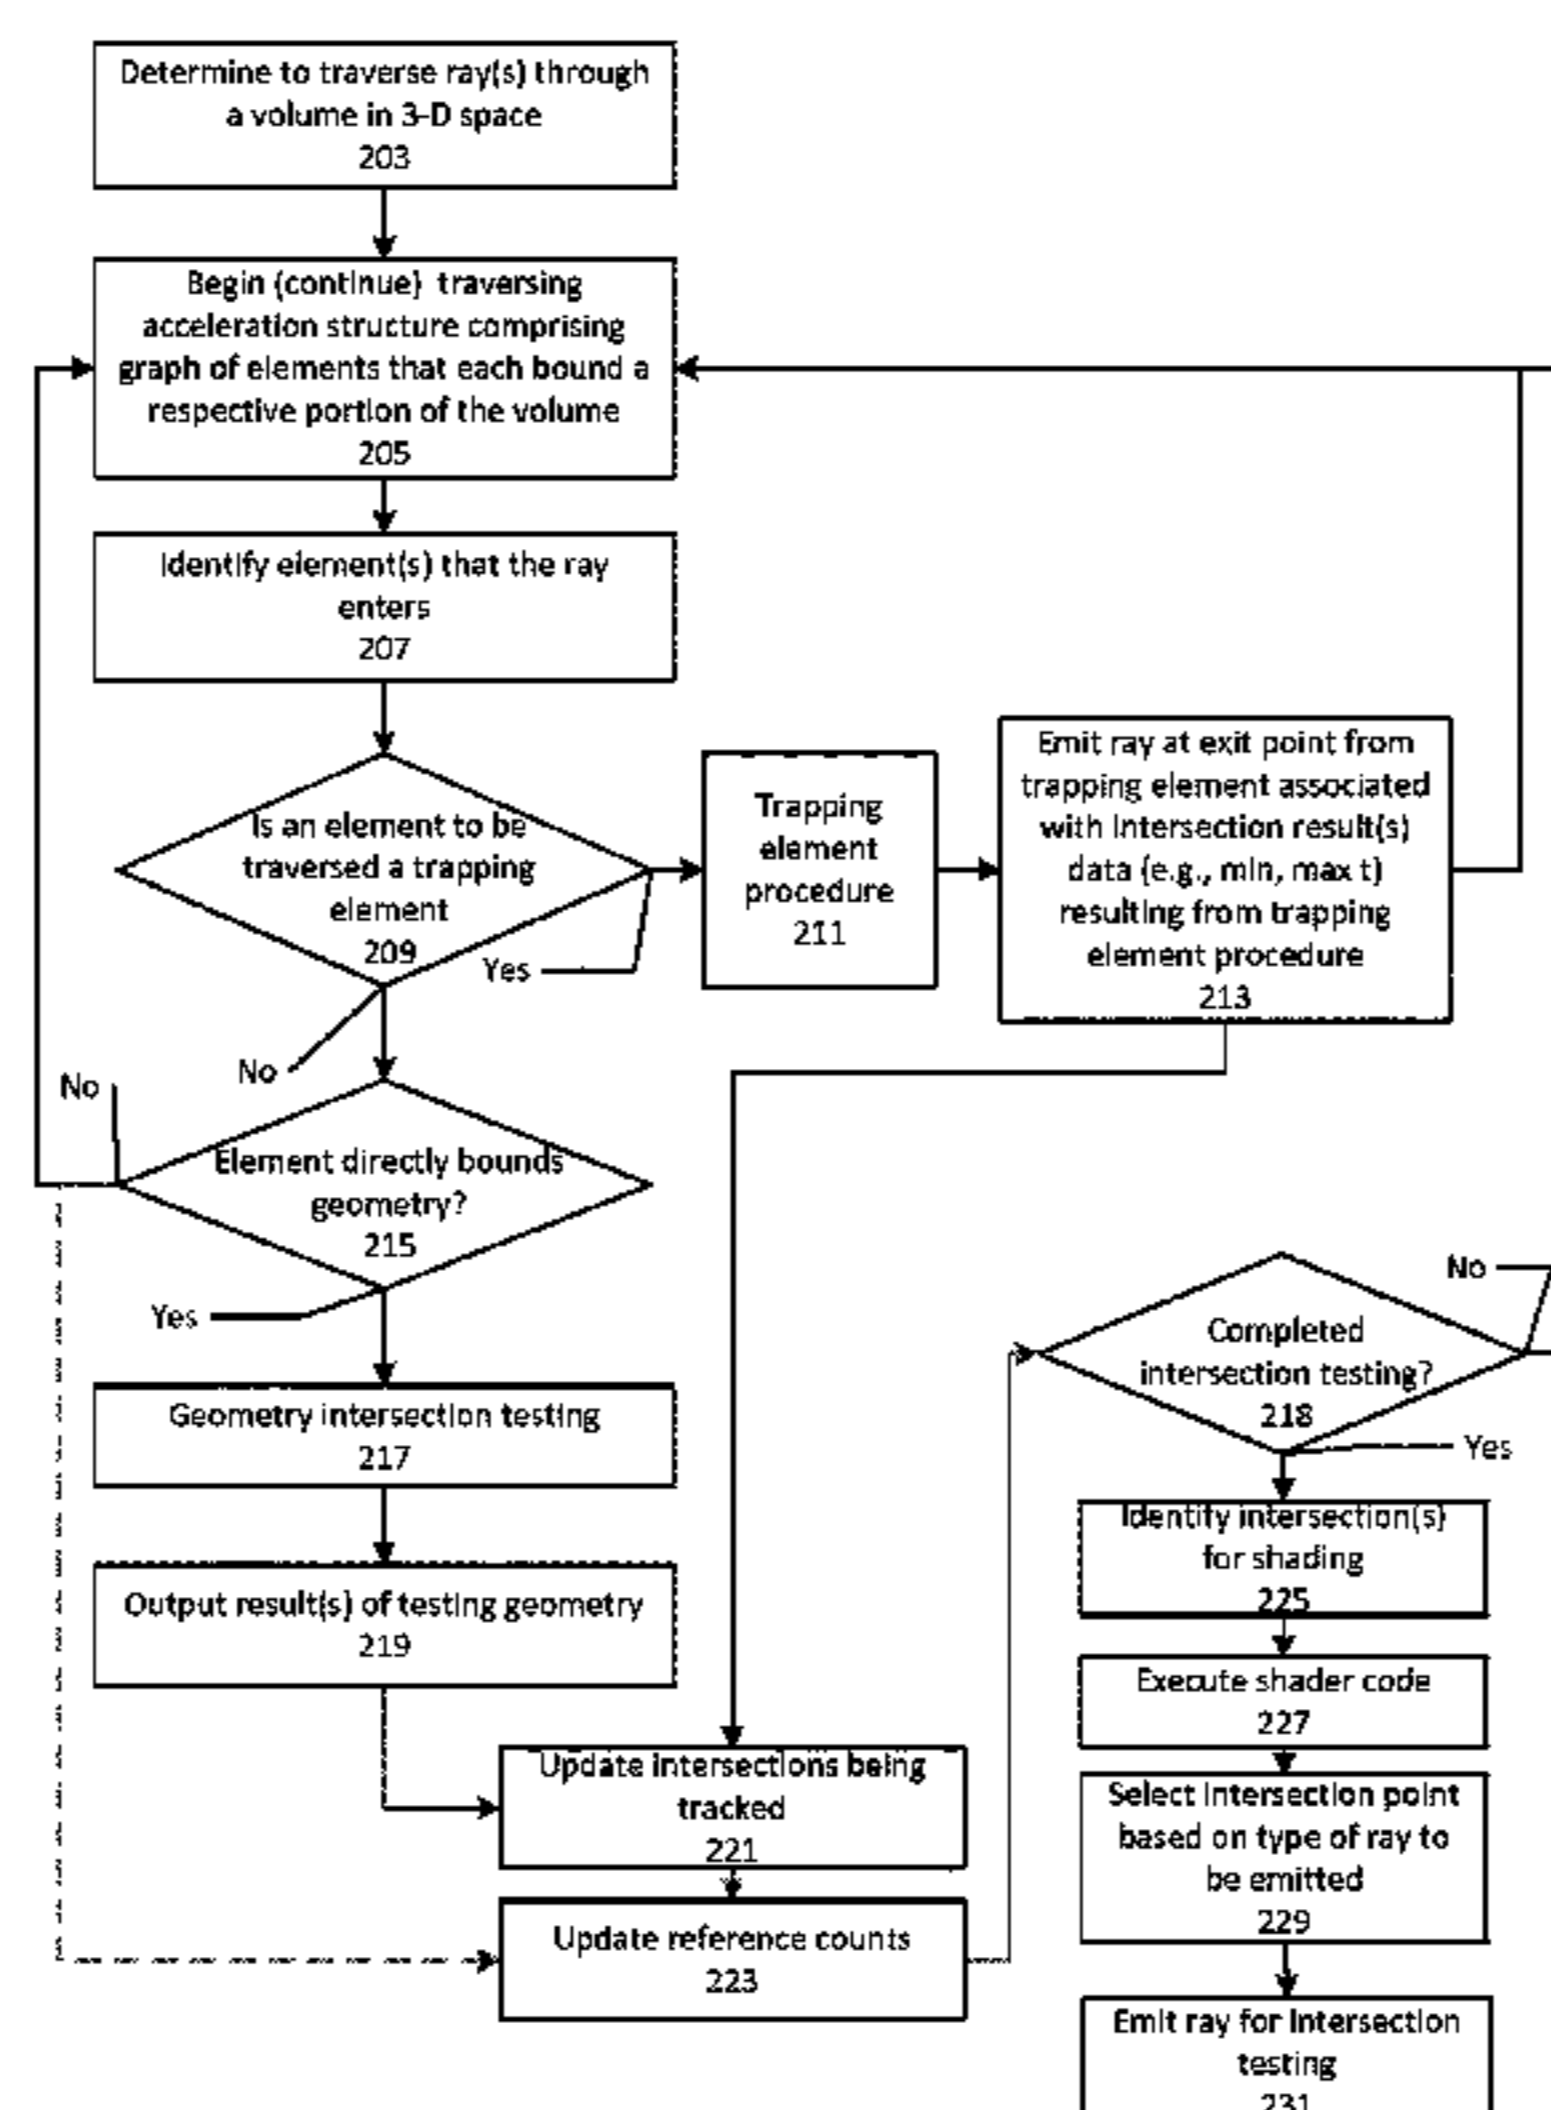 Determine to traverse ray(s) through
a volume in 3-D space
203
Begin (continue) traversing
acceleration structure comprising
graph of elements that each bound a
respective portion of the volume
205
Identify element(s) that the ray
enters
207
Is an element to be
traversed a trapping
element
209
Yes
No
Trapping
element
procedure
211
Emit ray at exit point from
trapping element associated
with intersection result(s)
data (e.g., min, max t)
resulting from trapping
element procedure
213
No
Element directly bounds
geometry?
215
Yes
Geometry intersection testing
217
Output result(s) of testing geometry
219
Update intersections being
tracked
221
Update reference counts
223
No
Completed
intersection testing?
218
Yes
Identify intersection(s)
for shading
225
Execute shader code
227
Select intersection point
based on type of ray to
be emitted
229
Emit ray for intersection
testing
231